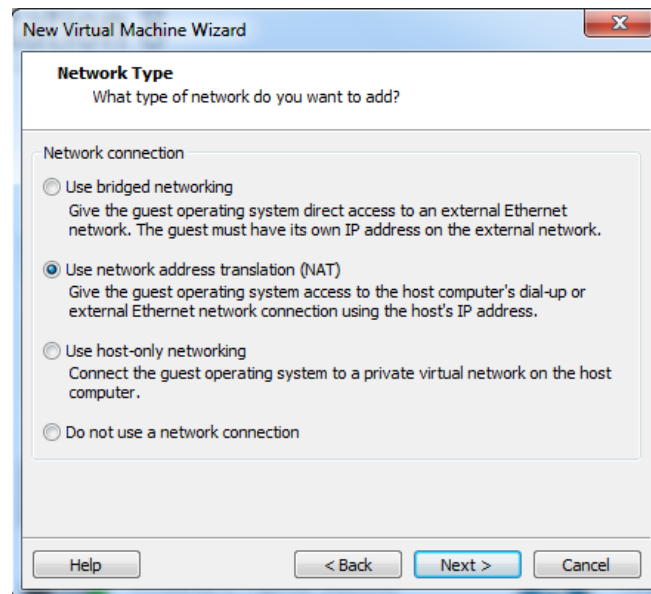 New Virtual Machine Wizard
Network Type
What type of network do you want to add?
Network connection
Use bridged networking
Give the guest operating system direct access to an external Ethernet
network. The guest must have its own IP address on the external network.
Use network address translation (NAT)
Give the guest operating system access to the host computer's dial-up or
external Ethernet network connection using the host's IP address.
Use host-only networking
Connect the guest operating system to a private virtual network on the host
computer.
Do not use a network connection
Help < Back Next > Cancel